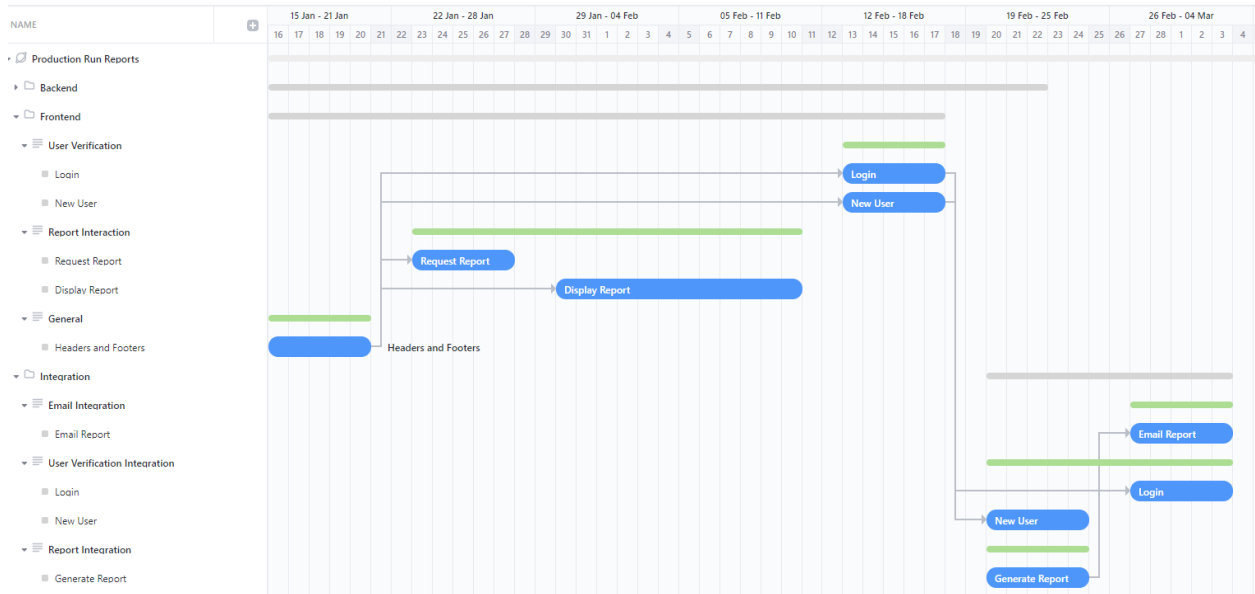 NAME
15 Jan - 21 Jan 22 Jan - 28 Jan 29 Jan - 04 Feb 05 Feb - 11 Feb 12 Feb - 18 Feb 19 Feb - 25 Feb 26 Feb - 04 Mar
16 17 18 19 20 21 22 23 24 25 26 27 28 29 30 31 1 2 3 4 5 6 7 8 9 10 11 12 13 14 15 16 17 18 19 20 21 22 23 24 25 26 27 28 1 2 3 4
Production Run Reports
Backend
Frontend
User Verification
Login Login
New User New User
Report Interaction
Request Report Request Report
Display Report Display Report
General
Headers and Footers Headers and Footers
Integration
Email Integration
Email Report Email Report
User Verification Integration
Login Login
New User New User
Report Integration
Generate Report Generate Report